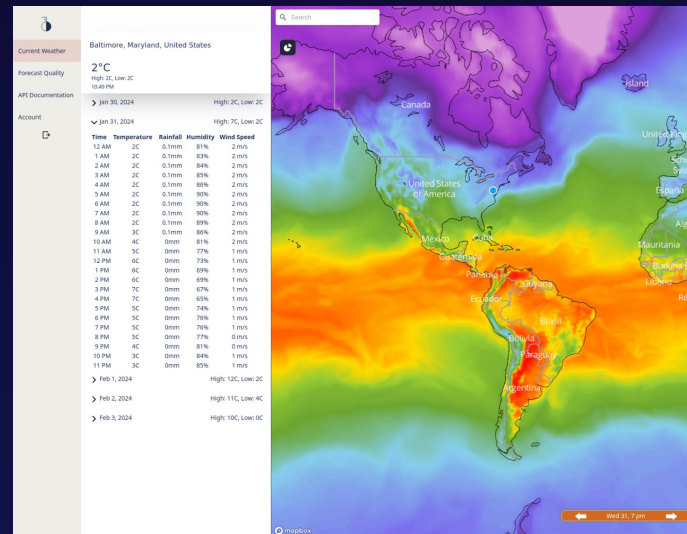 Current Weather
Forecast Quality
API Documentation
Account
Baltimore, Maryland, United States
2°C
High: 2C, Low: 2C
10:49 PM
Jan 30, 2024 High: 2C, Low: 2C
Jan 31, 2024 High: 7C, Low: 2C
Time Temperature Rainfall Humidity Wind Speed
12 AM 2C 0.1mm 81% 2 m/s
1 AM 2C 0.1mm 83% 2 m/s
2 AM 2C 0.1mm 84% 2 m/s
3 AM 2C 0.1mm 85% 2 m/s
4 AM 2C 0.1mm 86% 2 m/s
5 AM 2C 0.1mm 90% 2 m/s
6 AM 2C 0.1mm 90% 2 m/s
7 AM 2C 0.1mm 90% 2 m/s
8 AM 2C 0.1mm 89% 2 m/s
9 AM 3C 0.1mm 86% 2 m/s
10 AM 4C 0mm 81% 2 m/s
11 AM 5C 0mm 77% 1 m/s
12 PM 6C 0mm 73% 1 m/s
1 PM 6C 0mm 69% 1 m/s
2 PM 6C 0mm 69% 1 m/s
3 PM 7C 0mm 67% 1 m/s
4 PM 7C 0mm 65% 1 m/s
5 PM 5C 0mm 74% 1 m/s
6 PM 5C 0mm 76% 1 m/s
7 PM 5C 0mm 76% 1 m/s
8 PM 5C 0mm 77% 0 m/s
9 PM 4C 0mm 81% 0 m/s
10 PM 3C 0mm 84% 1 m/s
11 PM 3C 0mm 85% 1 m/s
Feb 1, 2024 High: 12C, Low: 2C
Feb 2, 2024 High: 11C, Low: 4C
Feb 3, 2024 High: 10C, Low: 0C
Search
Ísland
Canada
United King
United States
of America
España
Alg
México
Cuba
Mauritania
Guatemala
Burkina F
Panamá
Guyana
Liberia
Ecuador
Re
Brasil
Bolivia
Paraguay
Argentina
Wed 31, 7 pm
mapbox